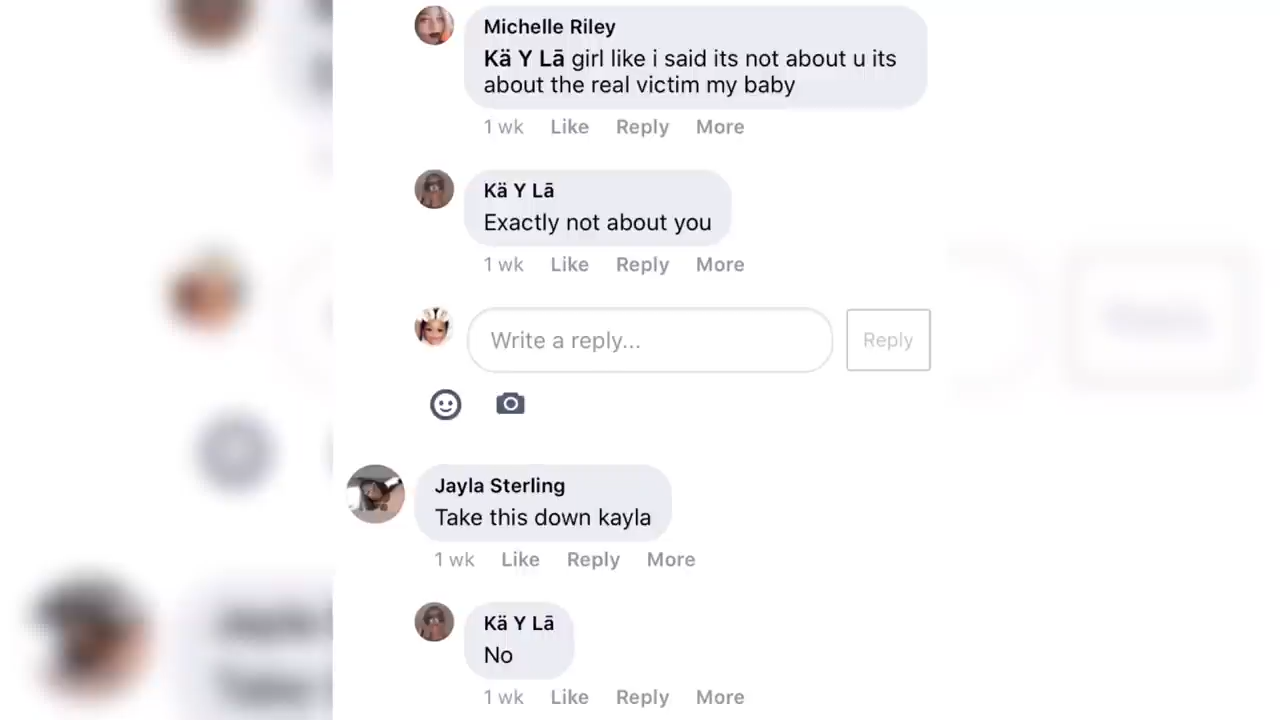 Michelle Riley
Kä Y Lā girl like i said its not about u its
about the real victim my baby
1 wk Like Reply More
Kä Y Lā
Exactly not about you
1 wk Like Reply More
Write a reply...
Reply
Jayla Sterling
Take this down kayla
1 wk Like Reply More
Kä Y Lā
No
1 wk Like Reply More